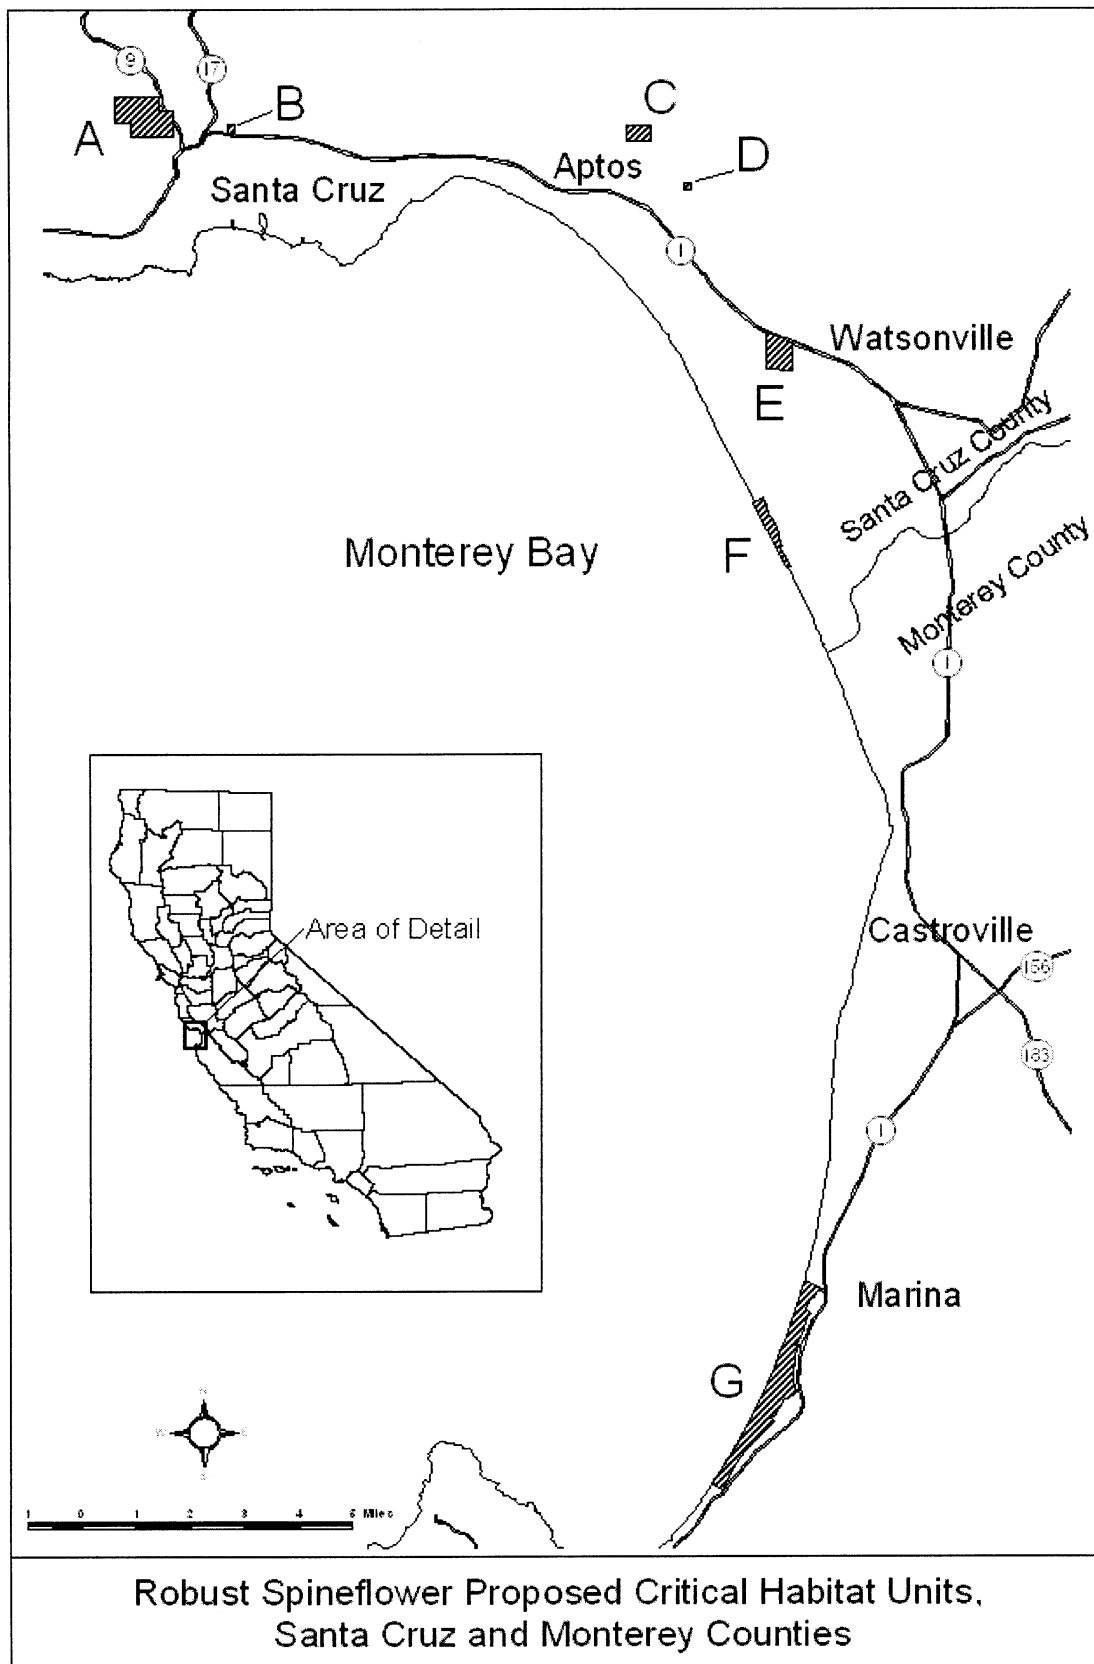 9
17
A
B
C
D
Aptos
Santa Cruz
1
Watsonville
E
Santa Cruz County
F
Monterey Bay
Monterey County
1
Area of Detail
Castroville
156
183
1
Marina
G
N
W E
S
1 0 1 2 3 4 5 Miles
Robust Spineflower Proposed Critical Habitat Units,
Santa Cruz and Monterey Counties